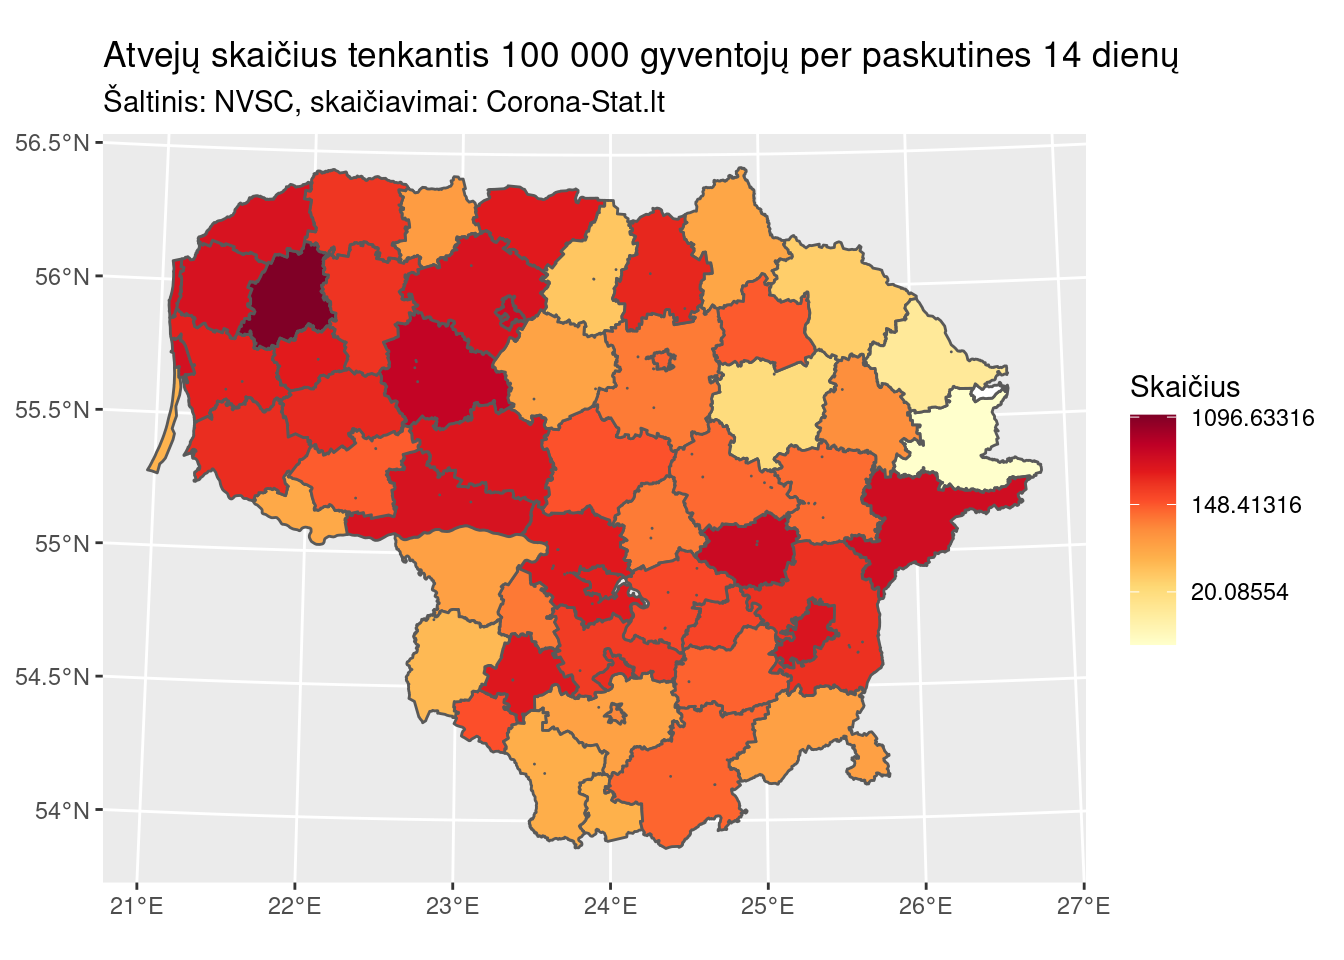 Atvejų skaičius tenkantis 100 000 gyventojų per paskutines 14 dienų
Šaltinis: NVSC, skaičiavimai: Corona-Stat.lt
56.5°N
56°N
55.5°N
55°N
54.5°N
54°N
21°E
22°E
23°E
24°E
25°E
26°E
27°E
Skaičius
1096.63316
148.41316
20.08554